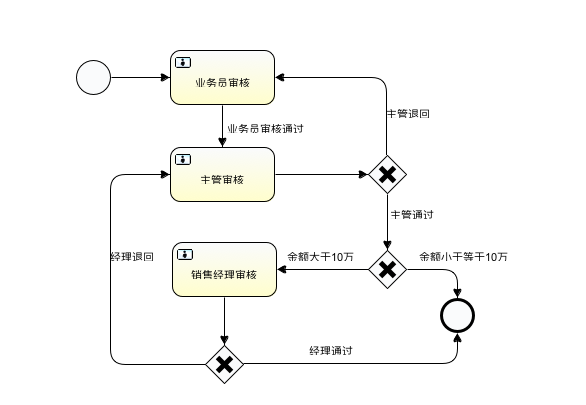 业务员审核
主管退回
业务员审核通过
主管审核
主管通过
经理退回
金额大于10万
金额小于等于10万
销售经理审核
经理通过